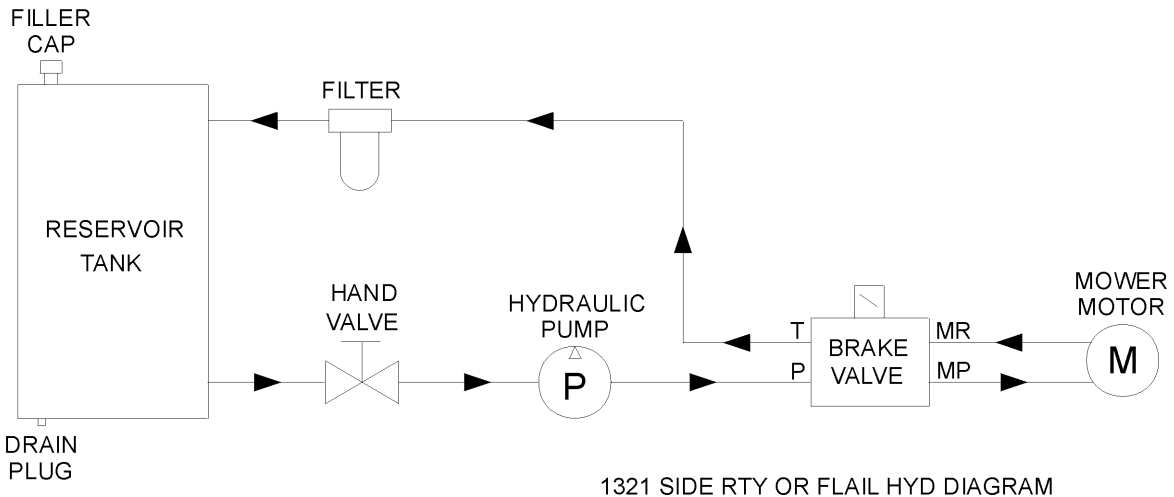 FILLER
CAP
FILTER
RESERVOIR
TANK
HAND
VALVE
HYDRAULIC
PUMP
P
T
P
BRAKE
VALVE
MR
MP
MOWER
MOTOR
M
DRAIN
PLUG
1321 SIDE RTY OR FLAIL HYD DIAGRAM